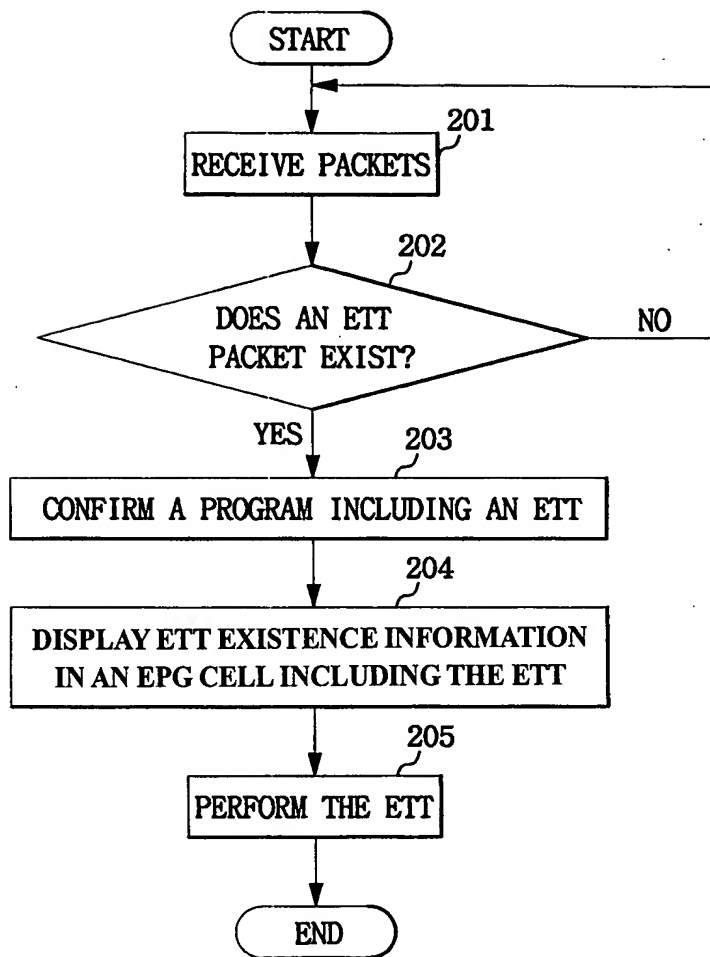 START
201
RECEIVE PACKETS
202
DOES AN ETT
PACKET EXIST?
NO
YES
203
CONFIRM A PROGRAM INCLUDING AN ETT
204
DISPLAY ETT EXISTENCE INFORMATION
IN AN EPG CELL INCLUDING THE ETT
205
PERFORM THE ETT
END